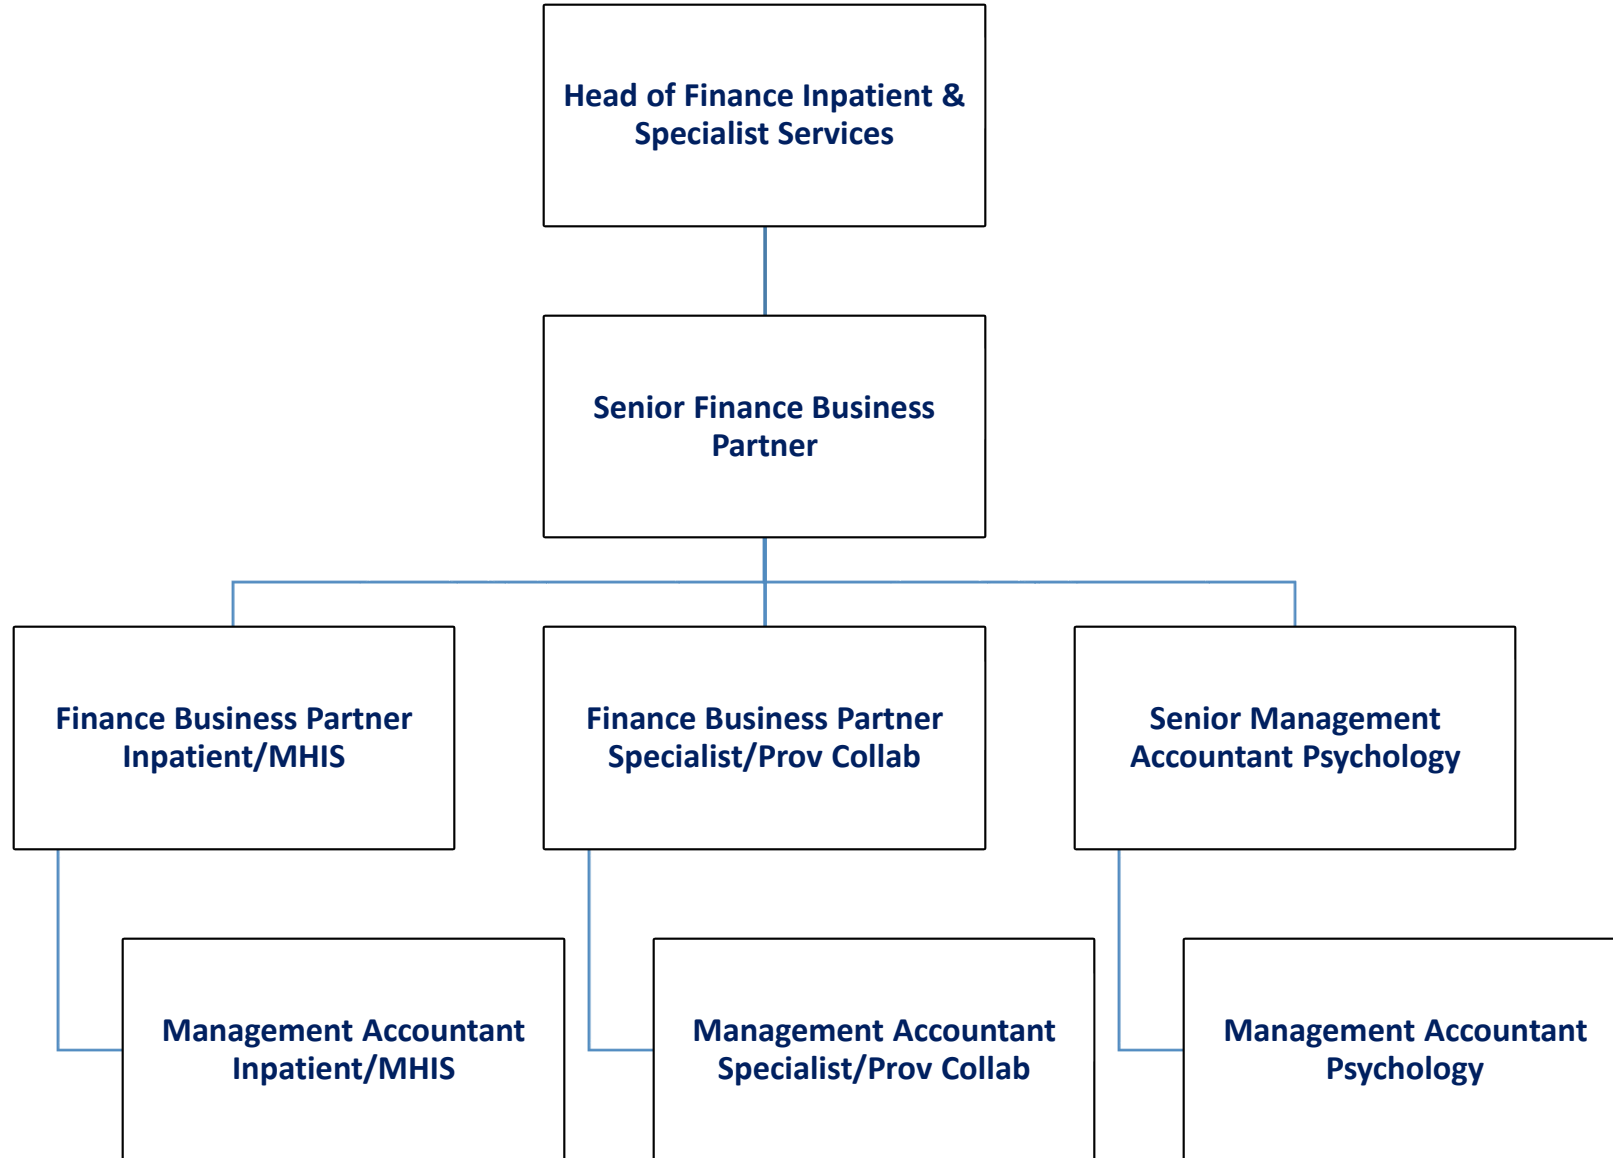 Head of Finance Inpatient &
Specialist Services
Senior Finance Business
Partner
Finance Business Partner
Inpatient/MHIS
Finance Business Partner
Specialist/Prov Collab
Senior Management
Accountant Psychology
Management Accountant
Inpatient/MHIS
Management Accountant
Specialist/Prov Collab
Management Accountant
Psychology